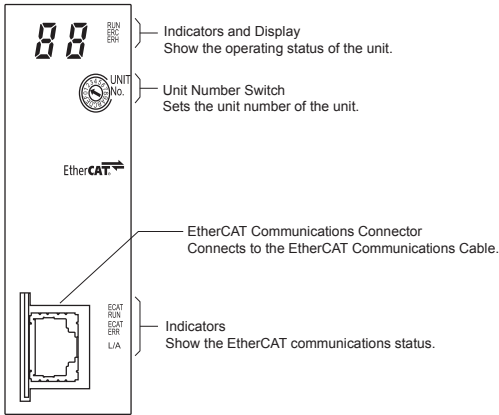 88
RUN
ERC
ERH
Indicators and Display
Show the operating status of the unit.
UNIT
No.
Unit Number Switch
Sets the unit number of the unit.
EtherCAT®
EtherCAT Communications Connector
Connects to the EtherCAT Communications Cable.
ECAT
RUN
ECAT
ERR
L/A
Indicators
Show the EtherCAT communications status.